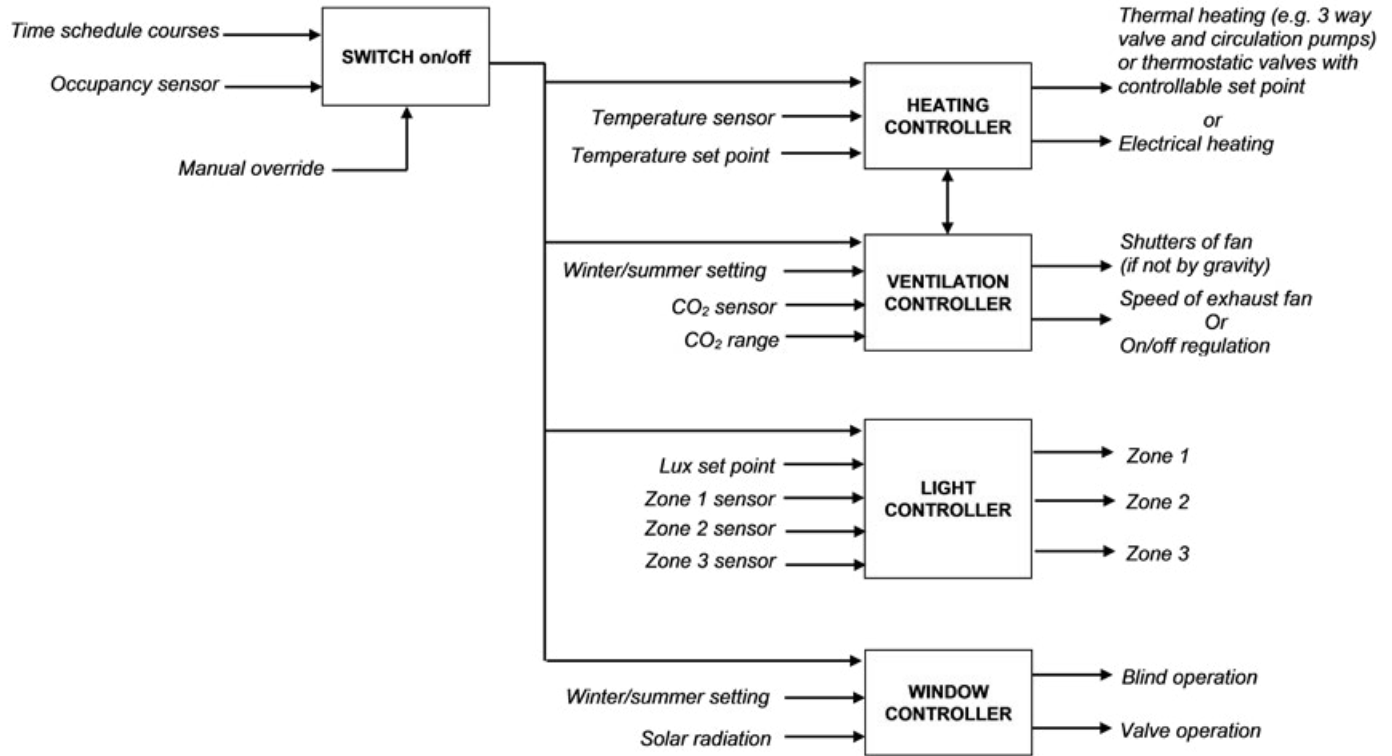 Time schedule courses
Occupancy sensor
Manual override
SWITCH on/off
Temperature sensor
Temperature set point
HEATING
CONTROLLER
Thermal heating (e.g. 3 way
valve and circulation pumps)
or thermostatic valves with
controllable set point
or
Electrical heating
Winter/summer setting
CO₂ sensor
CO₂ range
VENTILATION
CONTROLLER
Shutters of fan
(if not by gravity)
Speed of exhaust fan
Or
On/off regulation
Lux set point
Zone 1 sensor
Zone 2 sensor
Zone 3 sensor
LIGHT
CONTROLLER
Zone 1
Zone 2
Zone 3
Winter/summer setting
Solar radiation
WINDOW
CONTROLLER
Blind operation
Valve operation